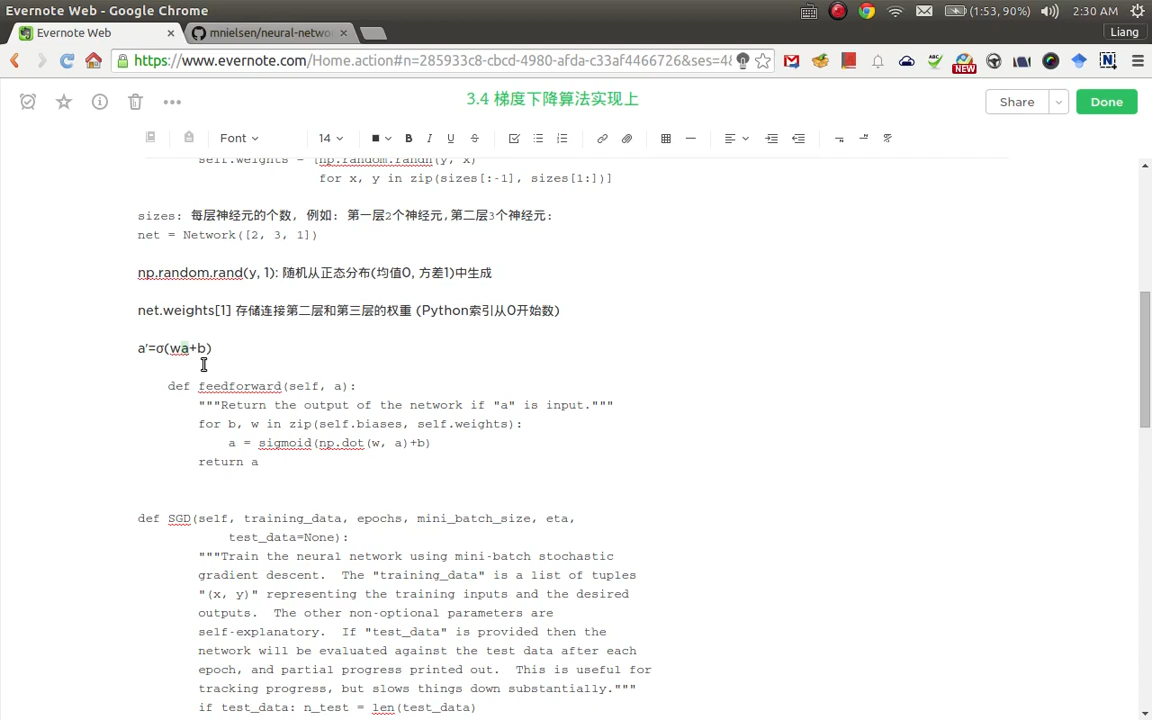 Evernote Web - Google Chrome
(1:53, 90%) 2:30 AM
Evernote Web × mnielsen/neural-netwo ×
Liang
https://www.evernote.com/Home.action#n=285933c8-cbcd-4980-afda-c33af4466726&ses=4
NEW
3.4 梯度下降算法实现上
Share Done
Font 14 B I U S
self.weights = [np.random.randn(y, x)
for x, y in zip(sizes[:-1], sizes[1:])]
sizes: 每层神经元的个数, 例如: 第一层2个神经元,第二层3个神经元:
net = Network([2, 3, 1])
np.random.rand(y, 1): 随机从正态分布(均值0, 方差1)中生成
net.weights[1] 存储连接第二层和第三层的权重 (Python索引从0开始数)
a′=σ(wa+b)
def feedforward(self, a):
"""Return the output of the network if "a" is input."""
for b, w in zip(self.biases, self.weights):
a = sigmoid(np.dot(w, a)+b)
return a
def SGD(self, training_data, epochs, mini_batch_size, eta,
test_data=None):
"""Train the neural network using mini-batch stochastic
gradient descent.  The "training_data" is a list of tuples
"(x, y)" representing the training inputs and the desired
outputs.  The other non-optional parameters are
self-explanatory.  If "test_data" is provided then the
network will be evaluated against the test data after each
epoch, and partial progress printed out.  This is useful for
tracking progress, but slows things down substantially."""
if test_data: n_test = len(test_data)